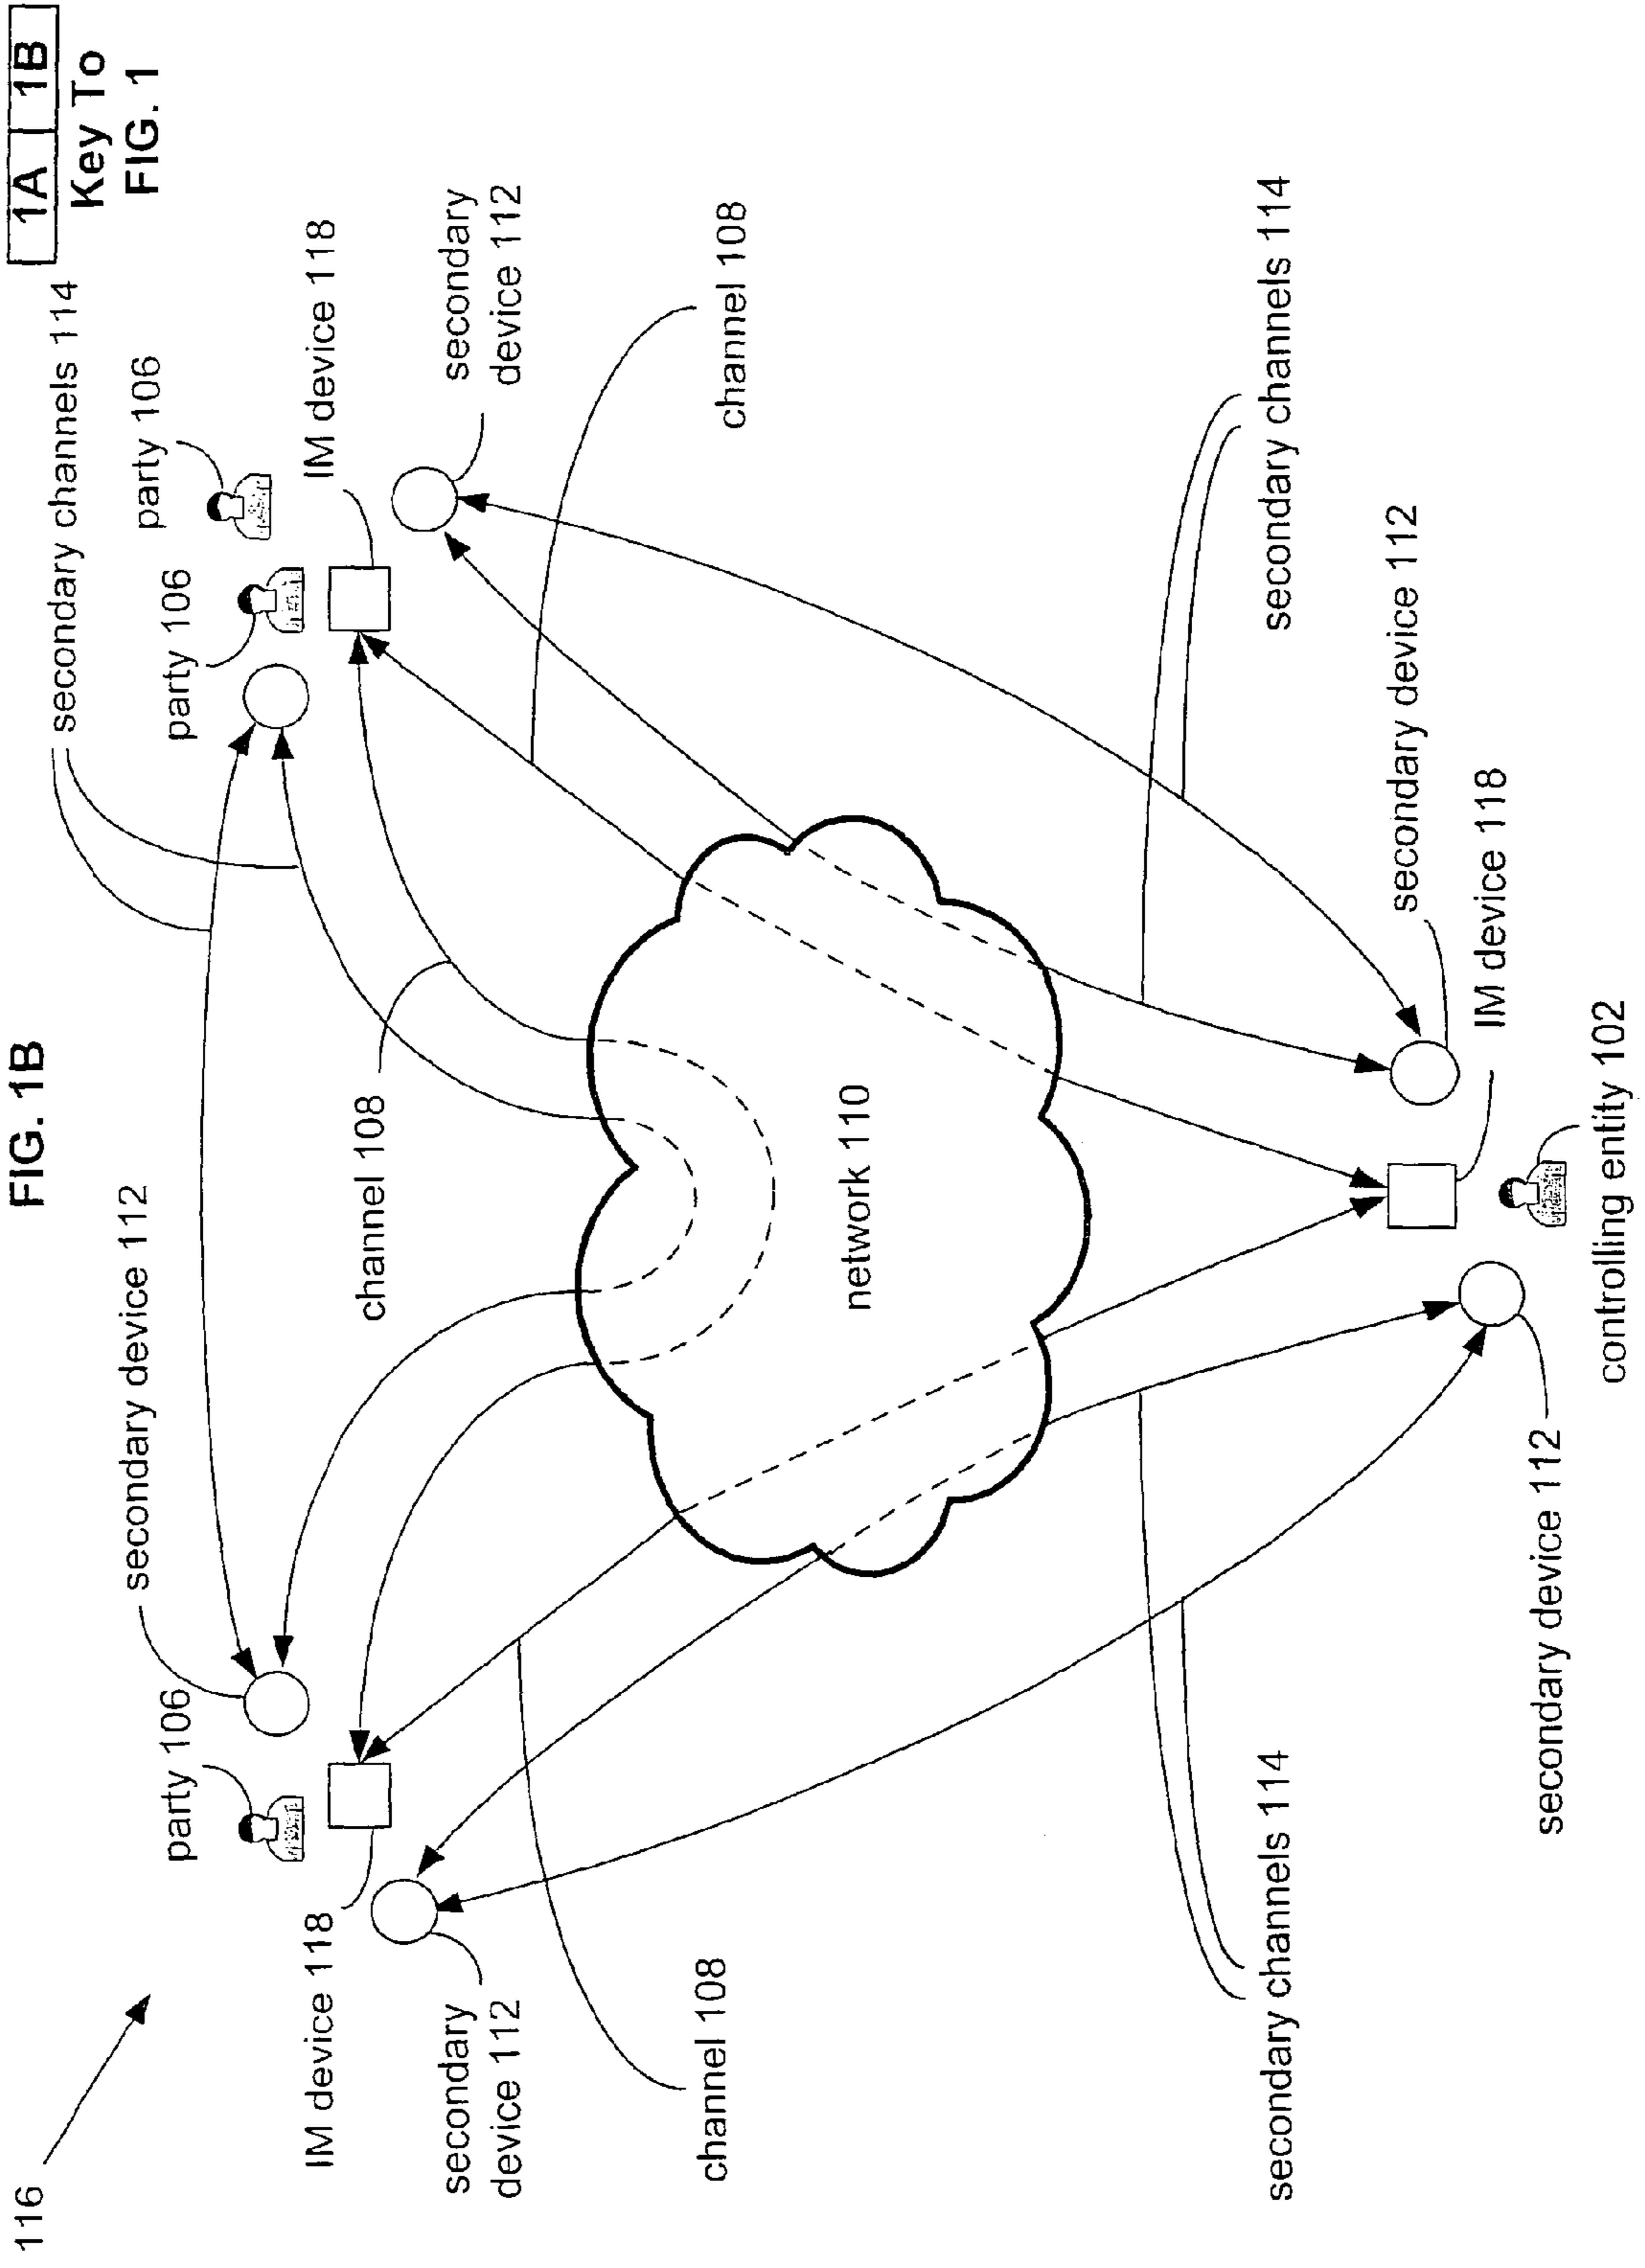 116
FIG. 1B
1A 1B
Key To
FIG. 1
secondary channels 114
secondary device 112
party 106
party 106
party 106
IM device 118
IM device 118
channel 108
secondary
device 112
secondary
device 112
channel 108
channel 108
network 110
secondary channels 114
secondary channels 114
secondary device 112
IM device 118
secondary device 112
controlling entity 102